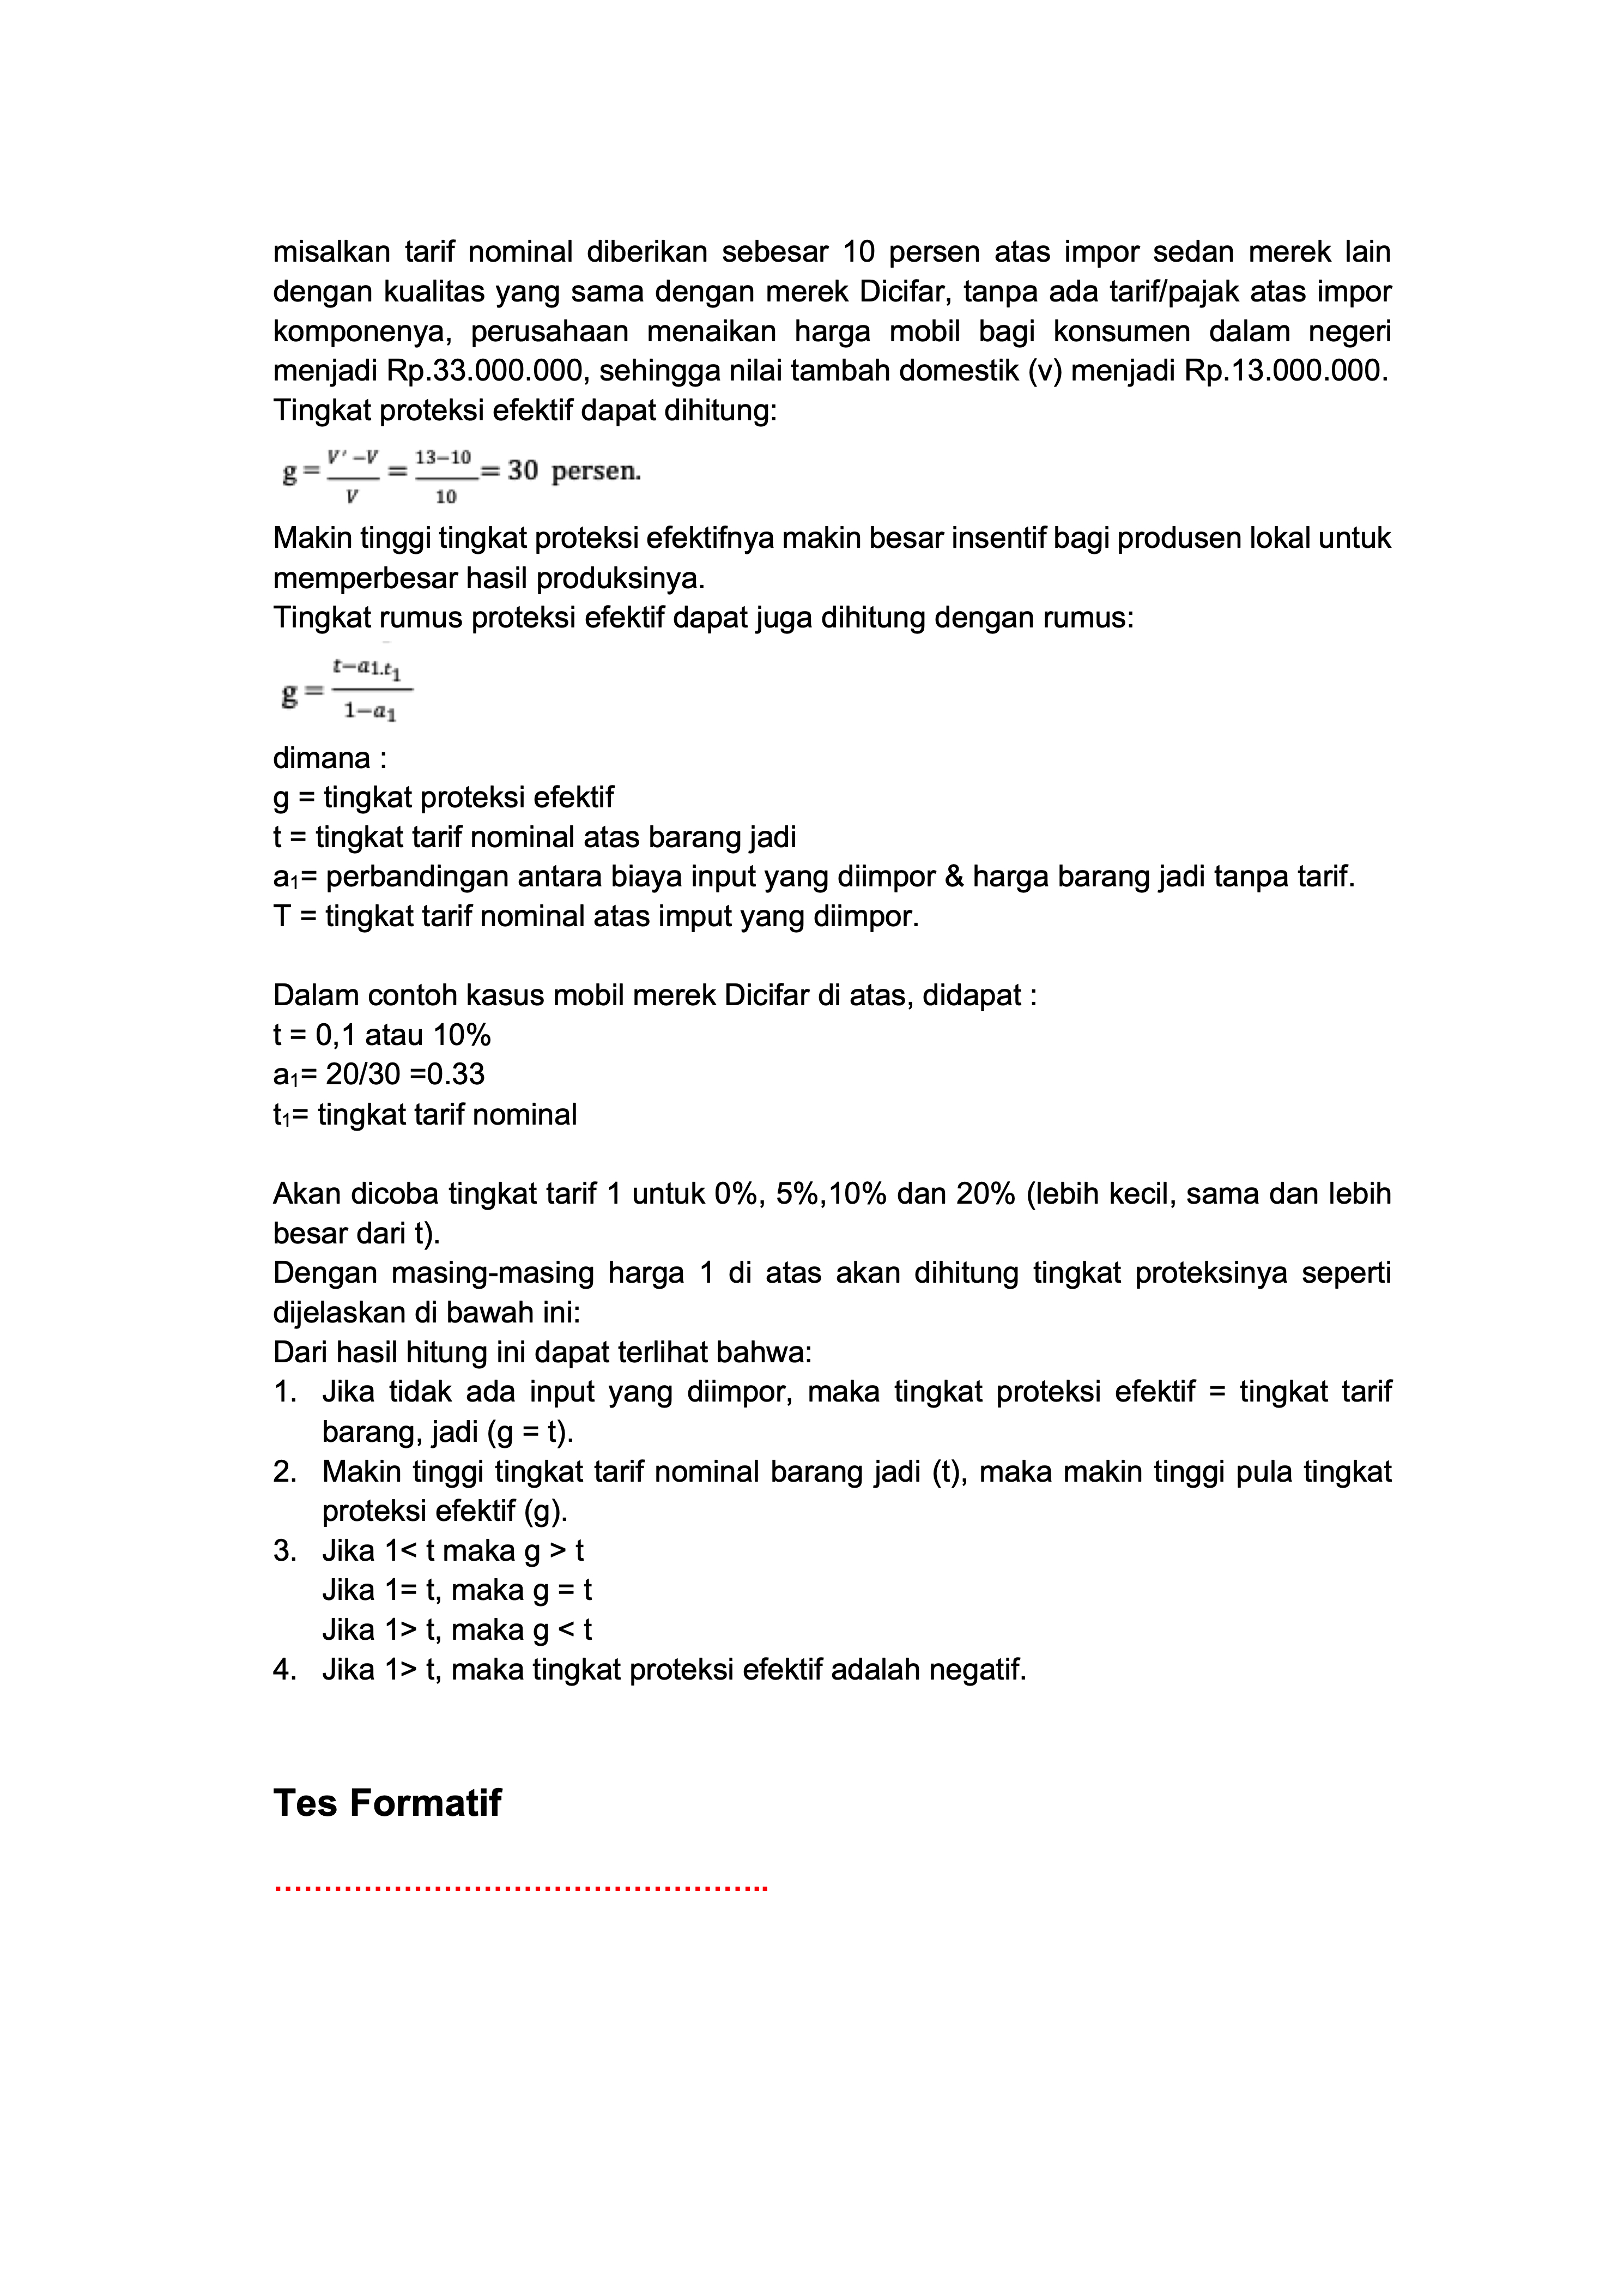 misalkan tarif nominal diberikan sebesar 10 persen atas impor sedan merek lain
dengan kualitas yang sama dengan merek Dicifar, tanpa ada tarif/pajak atas impor
komponenya, perusahaan menaikan harga mobil bagi konsumen dalam negeri
menjadi Rp.33.000.000, sehingga nilai tambah domestik (v) menjadi Rp.13.000.000.
Tingkat proteksi efektif dapat dihitung:
g = (V′ −V)/V = (13−10)/10 = 30 persen.
Makin tinggi tingkat proteksi efektifnya makin besar insentif bagi produsen lokal untuk
memperbesar hasil produksinya.
Tingkat rumus proteksi efektif dapat juga dihitung dengan rumus:
g = (t−a₁.t₁)/(1−a₁)
dimana :
g = tingkat proteksi efektif
t = tingkat tarif nominal atas barang jadi
a₁= perbandingan antara biaya input yang diimpor & harga barang jadi tanpa tarif.
T = tingkat tarif nominal atas imput yang diimpor.
Dalam contoh kasus mobil merek Dicifar di atas, didapat :
t = 0,1 atau 10%
a₁= 20/30 =0.33
t₁= tingkat tarif nominal
Akan dicoba tingkat tarif 1 untuk 0%, 5%,10% dan 20% (lebih kecil, sama dan lebih
besar dari t).
Dengan masing-masing harga 1 di atas akan dihitung tingkat proteksinya seperti
dijelaskan di bawah ini:
Dari hasil hitung ini dapat terlihat bahwa:
1. Jika tidak ada input yang diimpor, maka tingkat proteksi efektif = tingkat tarif
barang, jadi (g = t).
2. Makin tinggi tingkat tarif nominal barang jadi (t), maka makin tinggi pula tingkat
proteksi efektif (g).
3. Jika 1< t maka g > t
Jika 1= t, maka g = t
Jika 1> t, maka g < t
4. Jika 1> t, maka tingkat proteksi efektif adalah negatif.
Tes Formatif
…………………………………………..